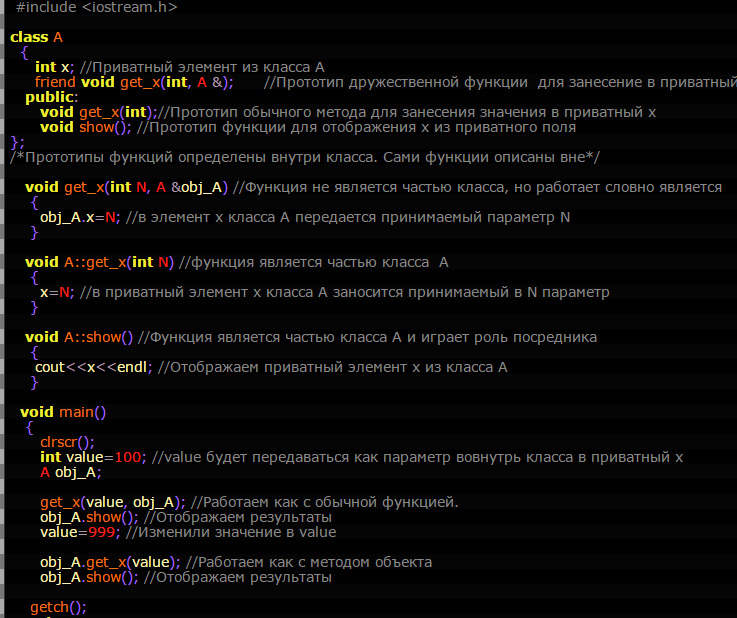 #include <iostream.h>
class A
{
int x; //Приватный элемент из класса A
friend void get_x(int, A &); //Прототип дружественной функции для занесение в приватный
public:
void get_x(int);//Прототип обычного метода для занесения значения в приватный x
void show(); //Прототип функции для отображения x из приватного поля
};
/*Прототипы функций определены внутри класса. Сами функции описаны вне*/
void get_x(int N, A &obj_A) //Функция не является частью класса, но работает словно является
{
obj_A.x=N; //в элемент x класса A передается принимаемый параметр N
}
void A::get_x(int N) //функция является частью класса A
{
x=N; //в приватный элемент x класса A заносится принимаемый в N параметр
}
void A::show() //Функция является частью класса A и играет роль посредника
{
cout<<x<<endl; //Отображаем приватный элемент x из класса A
}
void main()
{
clrscr();
int value=100; //value будет передаваться как параметр вовнутрь класса в приватный x
A obj_A;
get_x(value, obj_A); //Работаем как с обычной функцией.
obj_A.show(); //Отображаем результаты
value=999; //Изменили значение в value
obj_A.get_x(value); //Работаем как с методом объекта
obj_A.show(); //Отображаем результаты
getch();